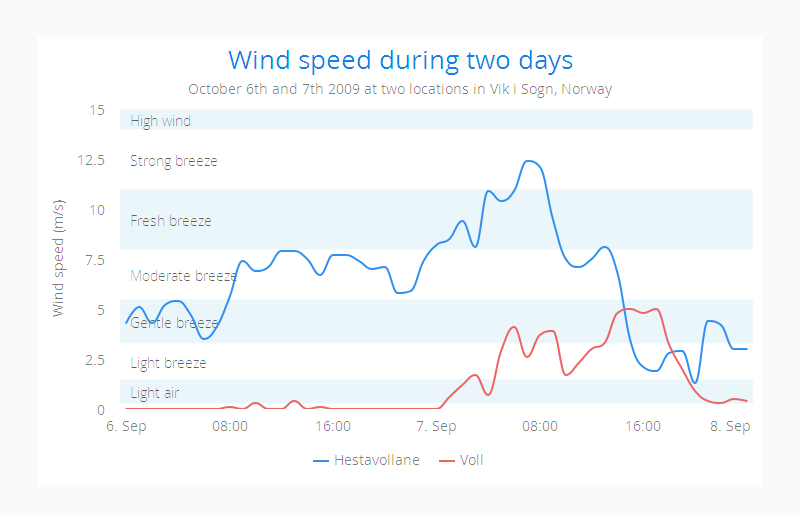 Wind speed during two days
October 6th and 7th 2009 at two locations in Vik i Sogn, Norway
Wind speed (m/s)
15
High wind
12.5
Strong breeze
10
Fresh breeze
7.5
Moderate breeze
5
Gentle breeze
2.5
Light breeze
Light air
0
6. Sep 08:00 16:00 7. Sep 08:00 16:00 8. Sep
Hestavollane Voll